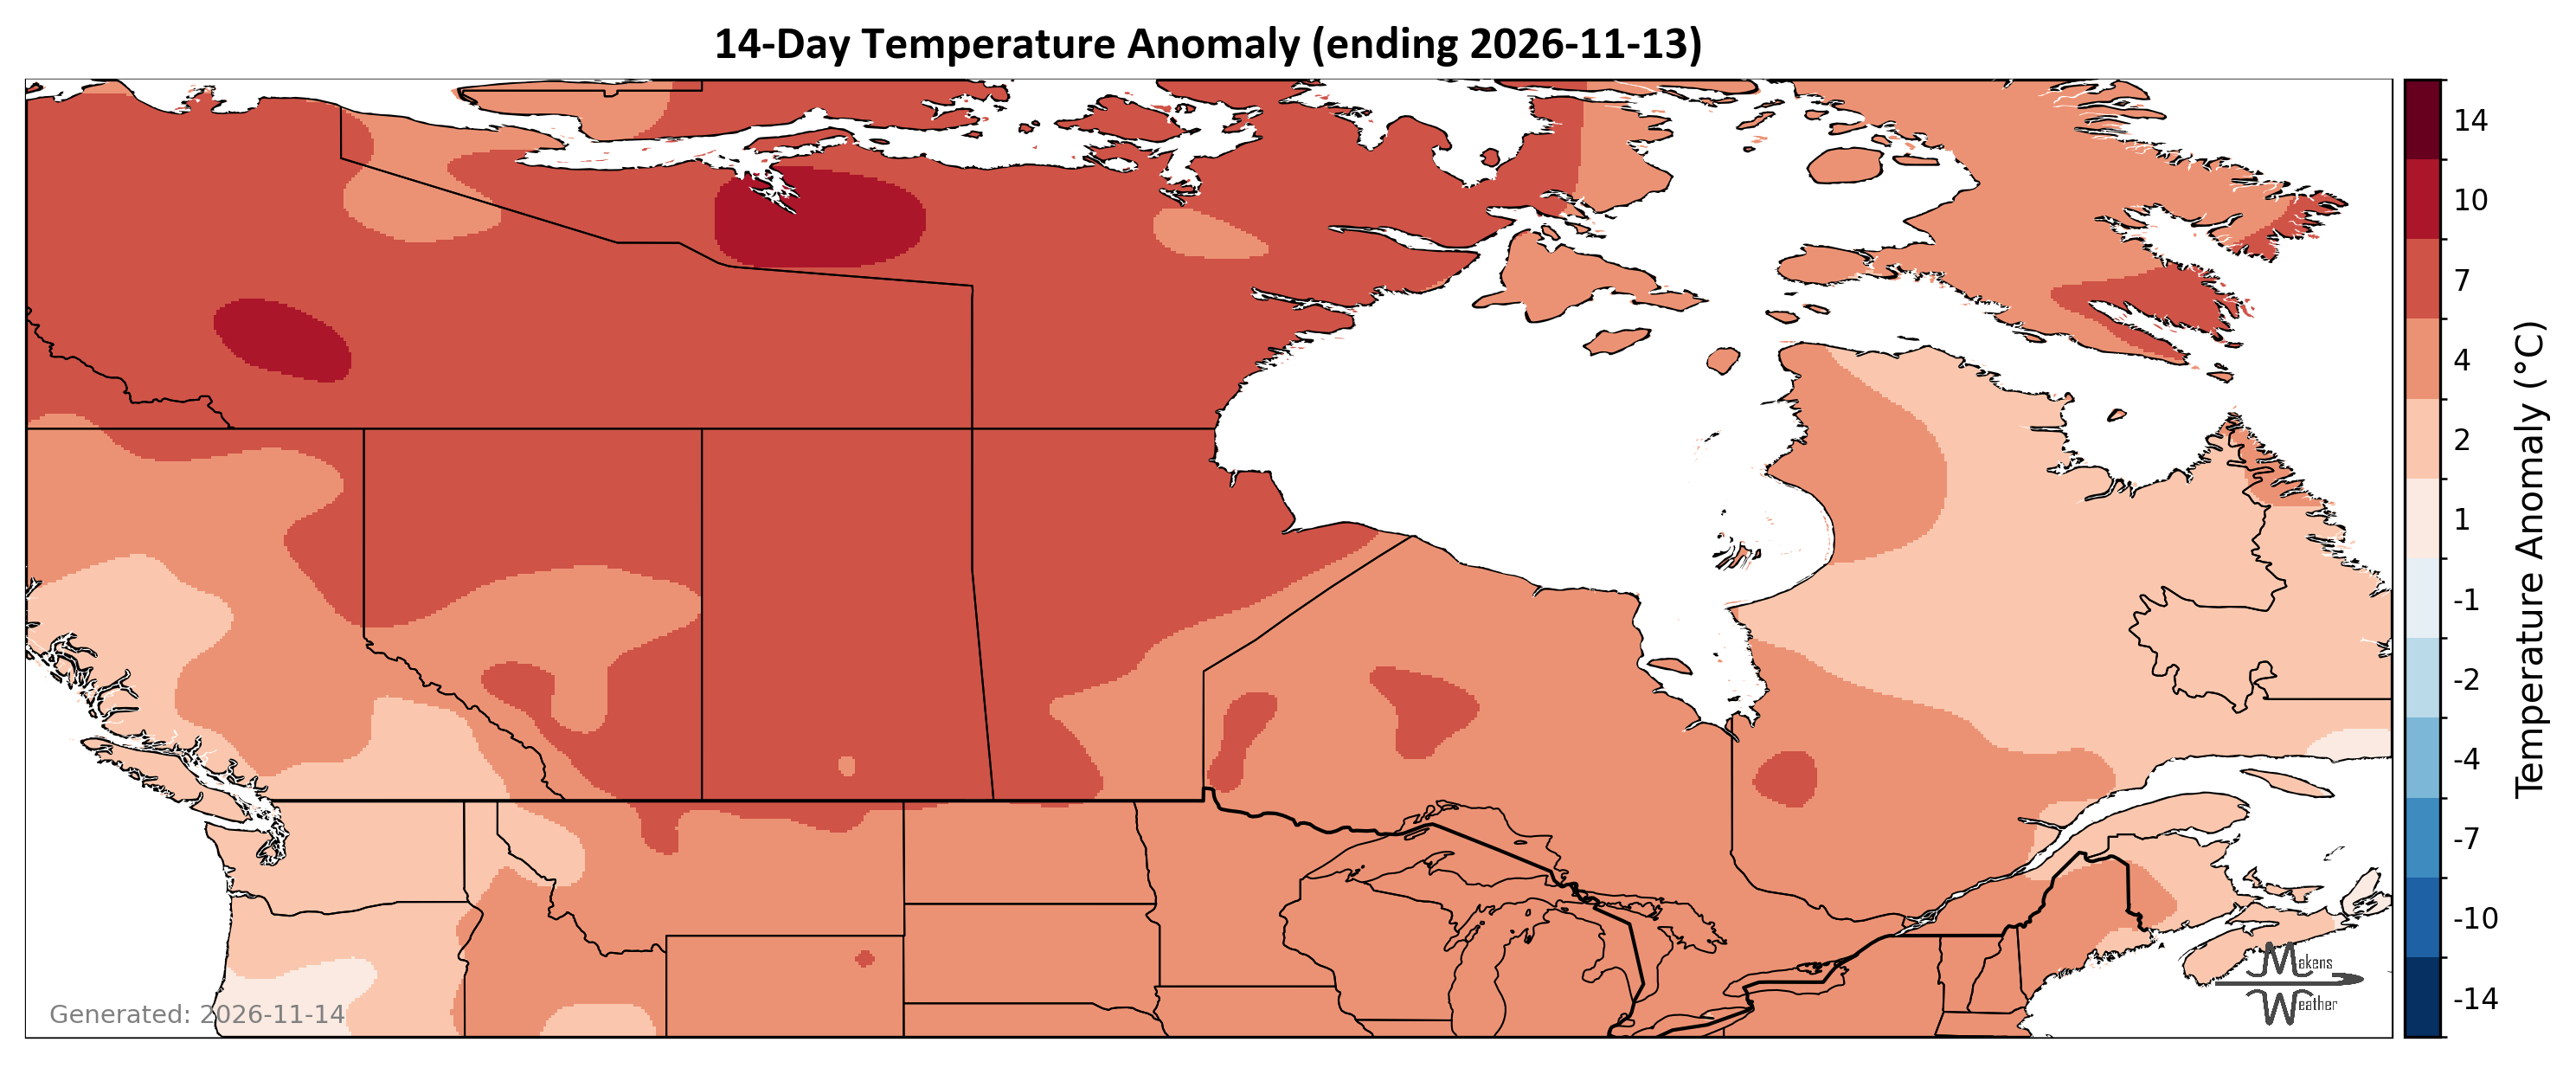 14-Day Temperature Anomaly (ending 2026-11-13)
14
10
7
4
2
1
-1
-2
-4
-7
-10
-14
Temperature Anomaly (°C)
Makens
Weather
Generated: 2026-11-14